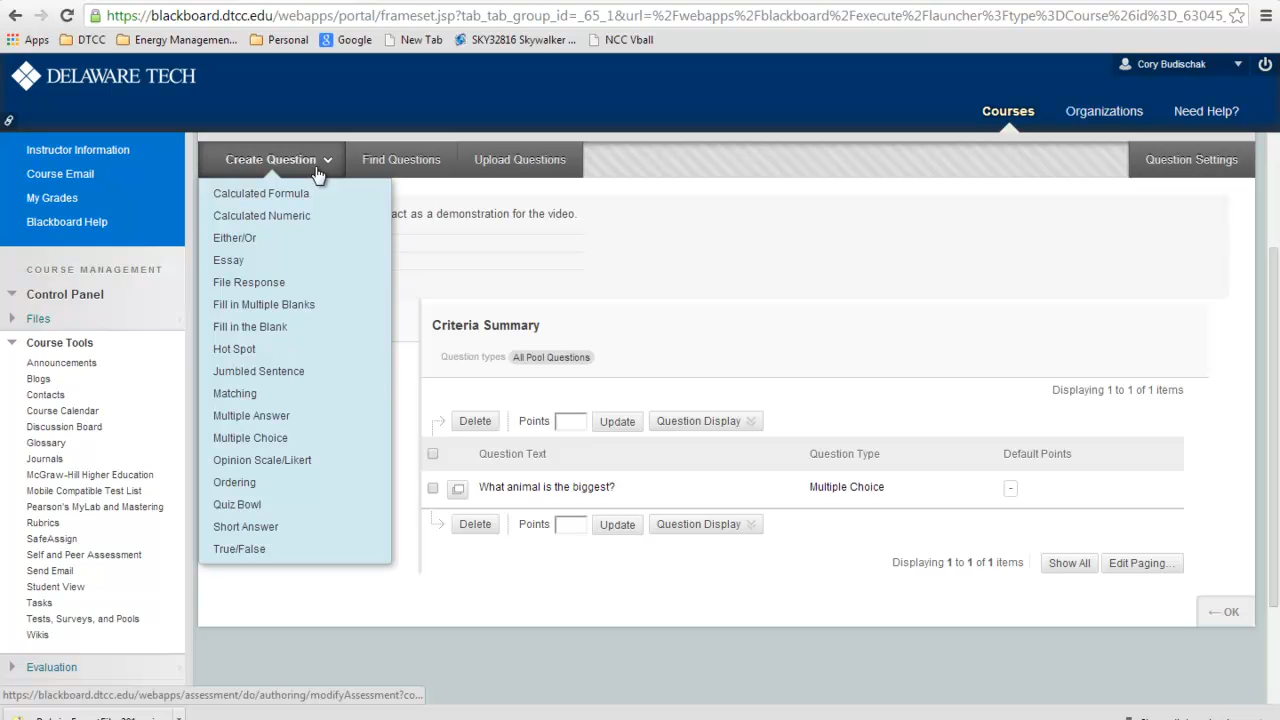 https://blackboard.dtcc.edu/webapps/portal/frameset.jsp?tab_tab_group_id=_65_1&url=%2Fwebapps%2Fblackboard%2Fexecute%2Flauncher%3Ftype%3DCourse%26id%3D_63045_
Apps DTCC Energy Managemen... Personal Google New Tab SKY32816 Skywalker ... NCC Vball
DELAWARE TECH
Cory Budischak
Courses Organizations Need Help?
Instructor Information
Course Email
My Grades
Blackboard Help
COURSE MANAGEMENT
Control Panel
Files
Course Tools
Announcements
Blogs
Contacts
Course Calendar
Discussion Board
Glossary
Journals
McGraw-Hill Higher Education
Mobile Compatible Test List
Pearson's MyLab and Mastering
Rubrics
SafeAssign
Self and Peer Assessment
Send Email
Student View
Tasks
Tests, Surveys, and Pools
Wikis
Evaluation
Create Question Find Questions Upload Questions Question Settings
Calculated Formula
Calculated Numeric
Either/Or
Essay
File Response
Fill in Multiple Blanks
Fill in the Blank
Hot Spot
Jumbled Sentence
Matching
Multiple Answer
Multiple Choice
Opinion Scale/Likert
Ordering
Quiz Bowl
Short Answer
True/False
act as a demonstration for the video.
Criteria Summary
Question types All Pool Questions
Displaying 1 to 1 of 1 items
Delete Points Update Question Display
Question Text Question Type Default Points
What animal is the biggest? Multiple Choice -
Delete Points Update Question Display
Displaying 1 to 1 of 1 items Show All Edit Paging...
← OK
https://blackboard.dtcc.edu/webapps/assessment/do/authoring/modifyAssessment?co...